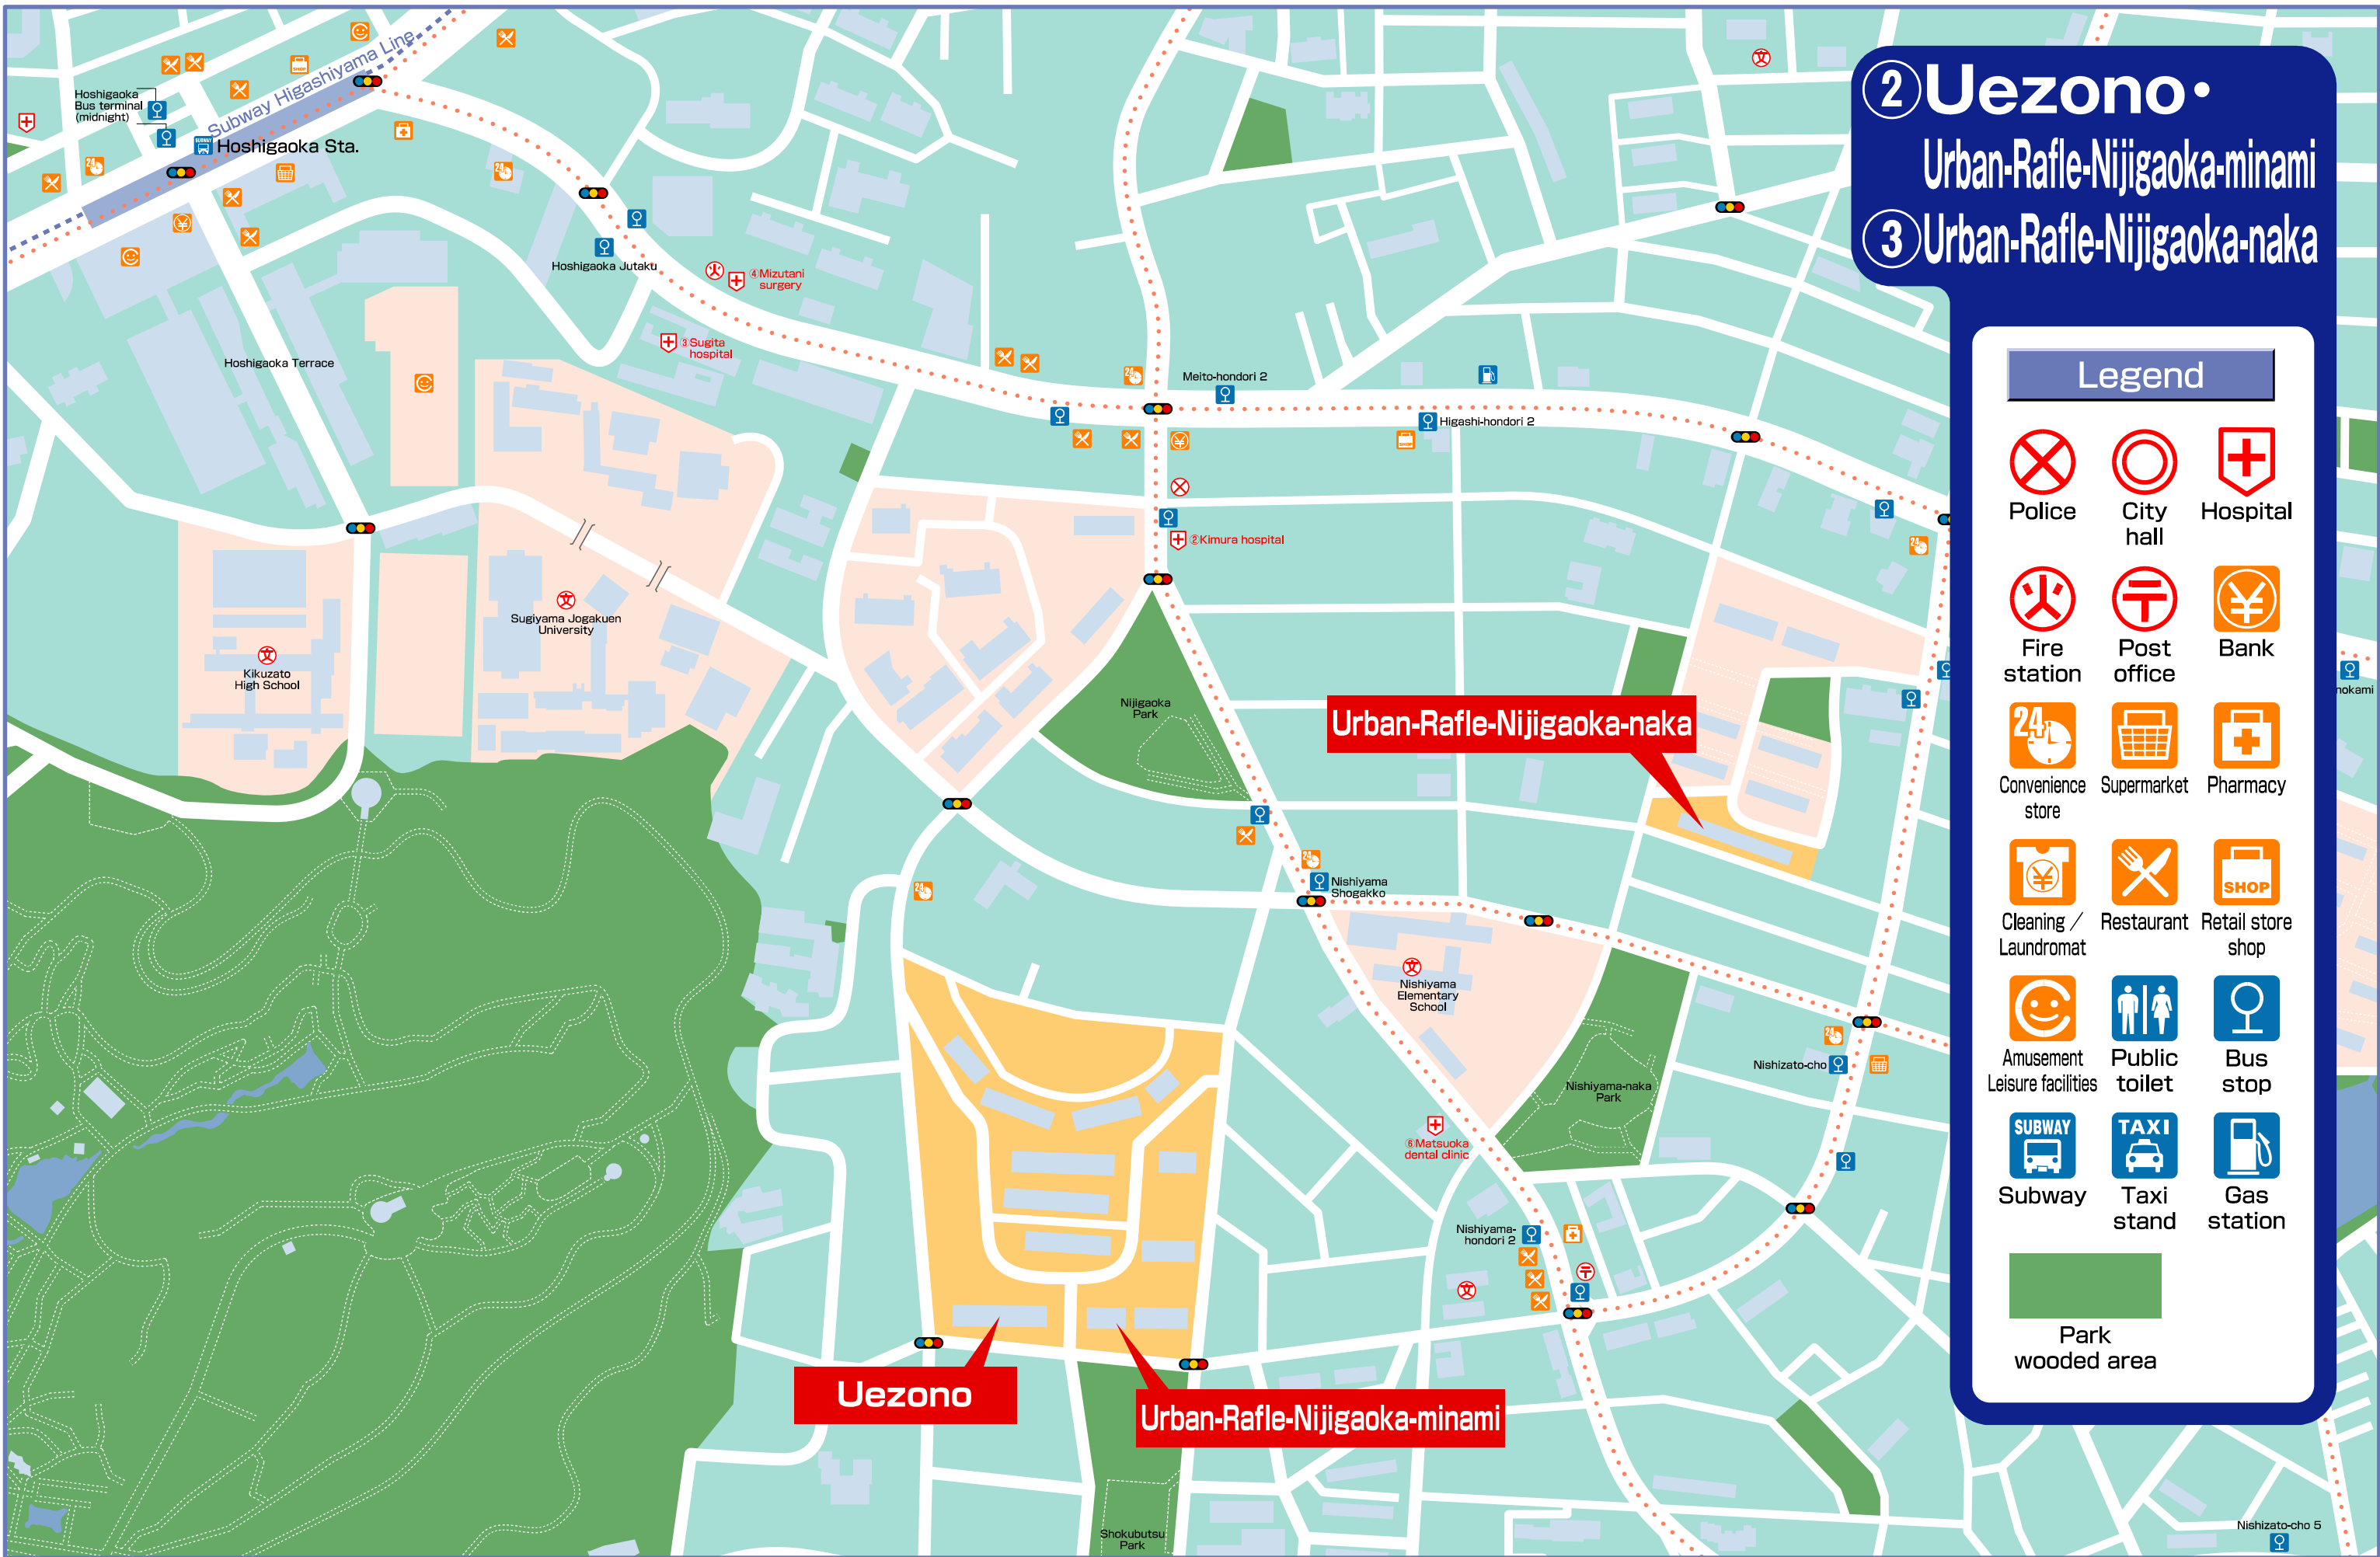 ②Uezono・
Urban-Rafle-Nijigaoka-minami
③Urban-Rafle-Nijigaoka-naka
Legend
Police
City
hall
Hospital
Fire
station
Post
office
Bank
24
Convenience
store
Supermarket
Pharmacy
Cleaning／
Laundromat
Restaurant
SHOP
Retail store
shop
Amusement
Leisure facilities
Public
toilet
Bus
stop
SUBWAY
Subway
TAXI
Taxi
stand
Gas
station
Park
wooded area
Subway Higashiyama Line
Hoshigaoka
Bus terminal
(midnight)
Hoshigaoka Sta.
Hoshigaoka Jutaku
④Mizutani
surgery
③Sugita
hospital
Hoshigaoka Terrace
Meito-hondori 2
Higashi-hondori 2
②Kimura hospital
Sugiyama Jogakuen
University
Kikuzato
High School
Nijigaoka
Park
Urban-Rafle-Nijigaoka-naka
nokami
Nishiyama
Shogakko
Nishiyama
Elementary
School
Nishizato-cho
Nishiyama-naka
Park
⑥Matsuoka
dental clinic
Nishiyama-
hondori 2
Uezono
Urban-Rafle-Nijigaoka-minami
Shokubutsu
Park
Nishizato-cho 5